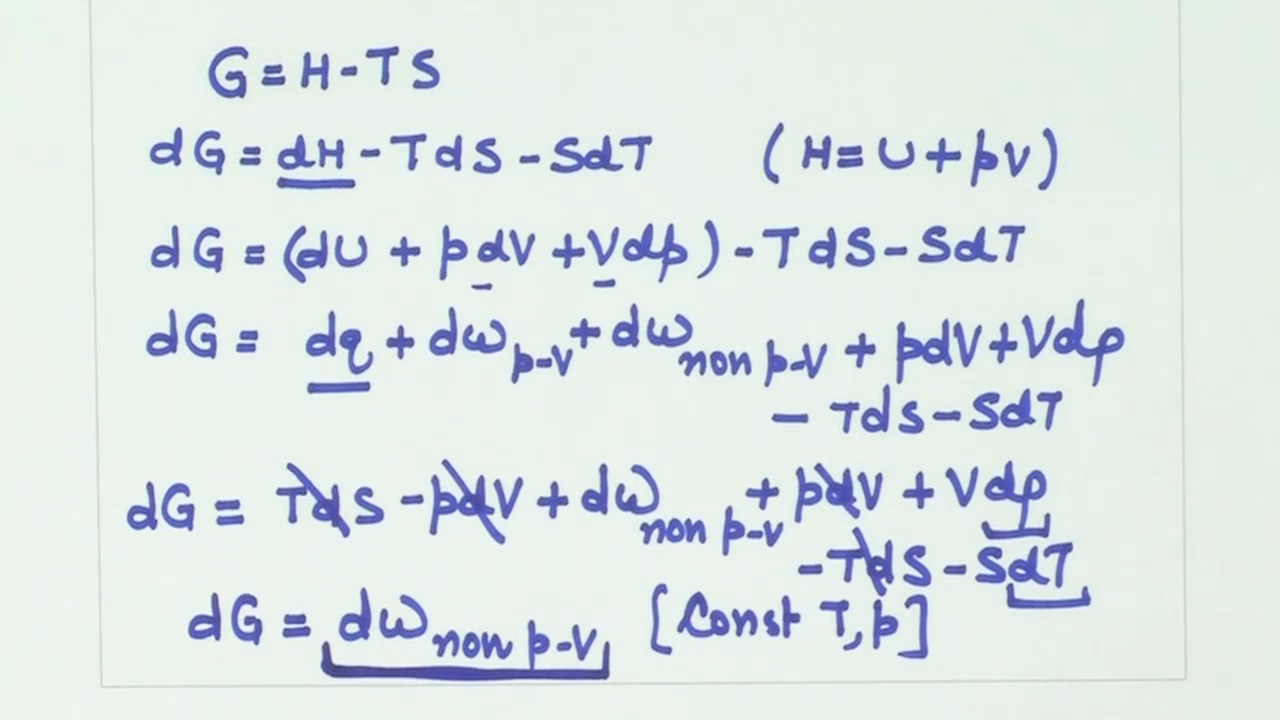 G = H - TS
dG = dH - TdS - SdT (H = U + pV)
dG = (dU + pdV + Vdp) - TdS - SdT
dG = dq + dω p-V + dω non p-V + pdV + Vdp
- TdS - SdT
dG = TdS - pdV + dω non p-V + pdV + Vdp
- TdS - SdT
dG = dω non p-V [Const T, p]